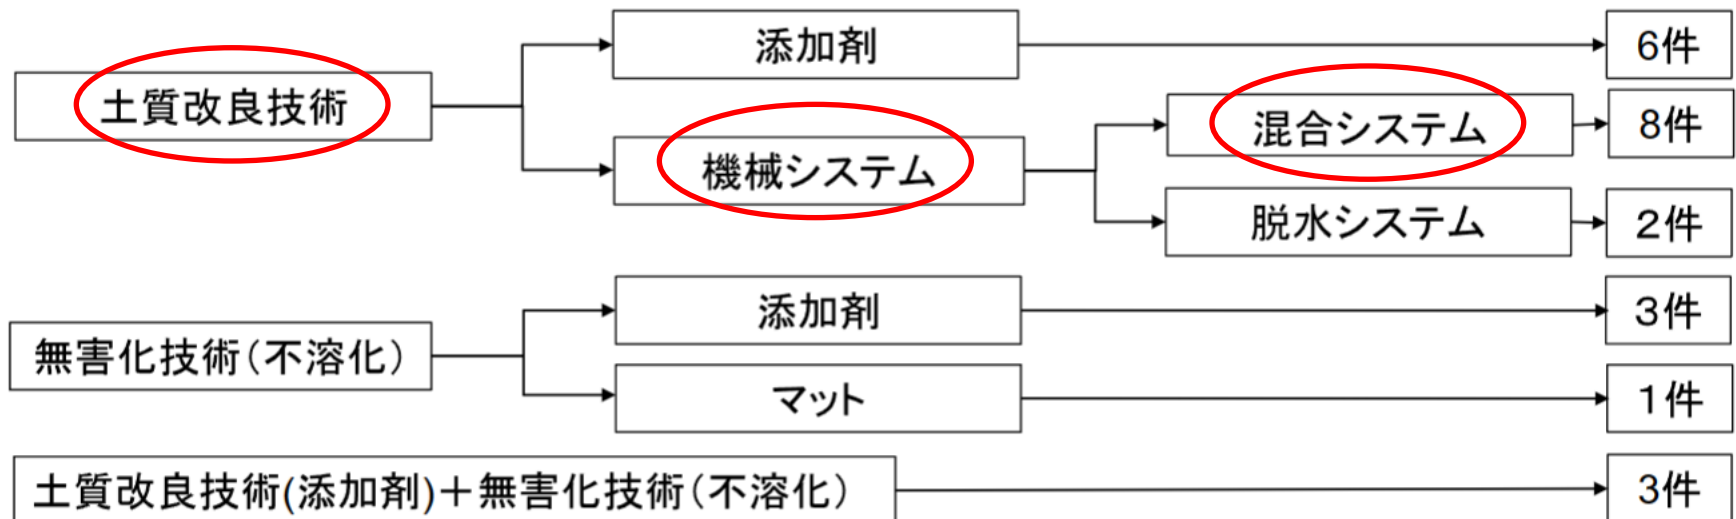 添加剤
6件
土質改良技術
混合システム
8件
機械システム
脱水システム
2件
添加剤
3件
無害化技術(不溶化)
マット
1件
土質改良技術(添加剤)+無害化技術(不溶化)
3件